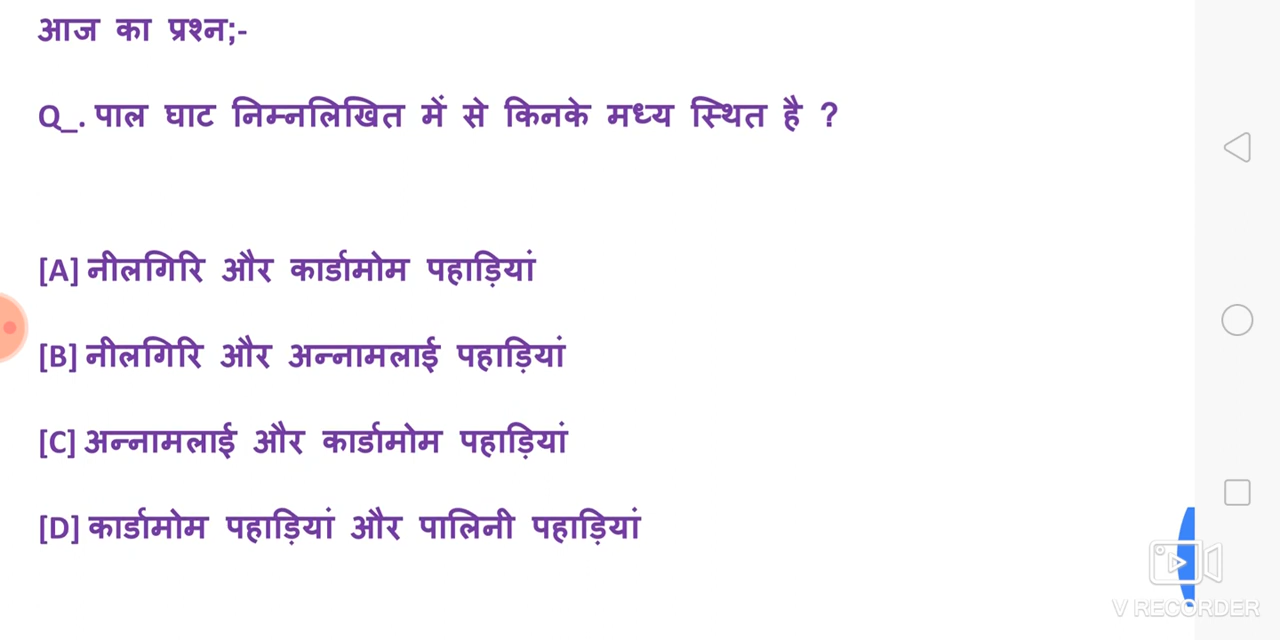 आज का प्रश्न;-
Q_. पाल घाट निम्नलिखित में से किनके मध्य स्थित है ?
[A] नीलगिरि और कार्डामोम पहाड़ियां
[B] नीलगिरि और अन्नामलाई पहाड़ियां
[C] अन्नामलाई और कार्डामोम पहाड़ियां
[D] कार्डामोम पहाड़ियां और पालिनी पहाड़ियां
V RECORDER